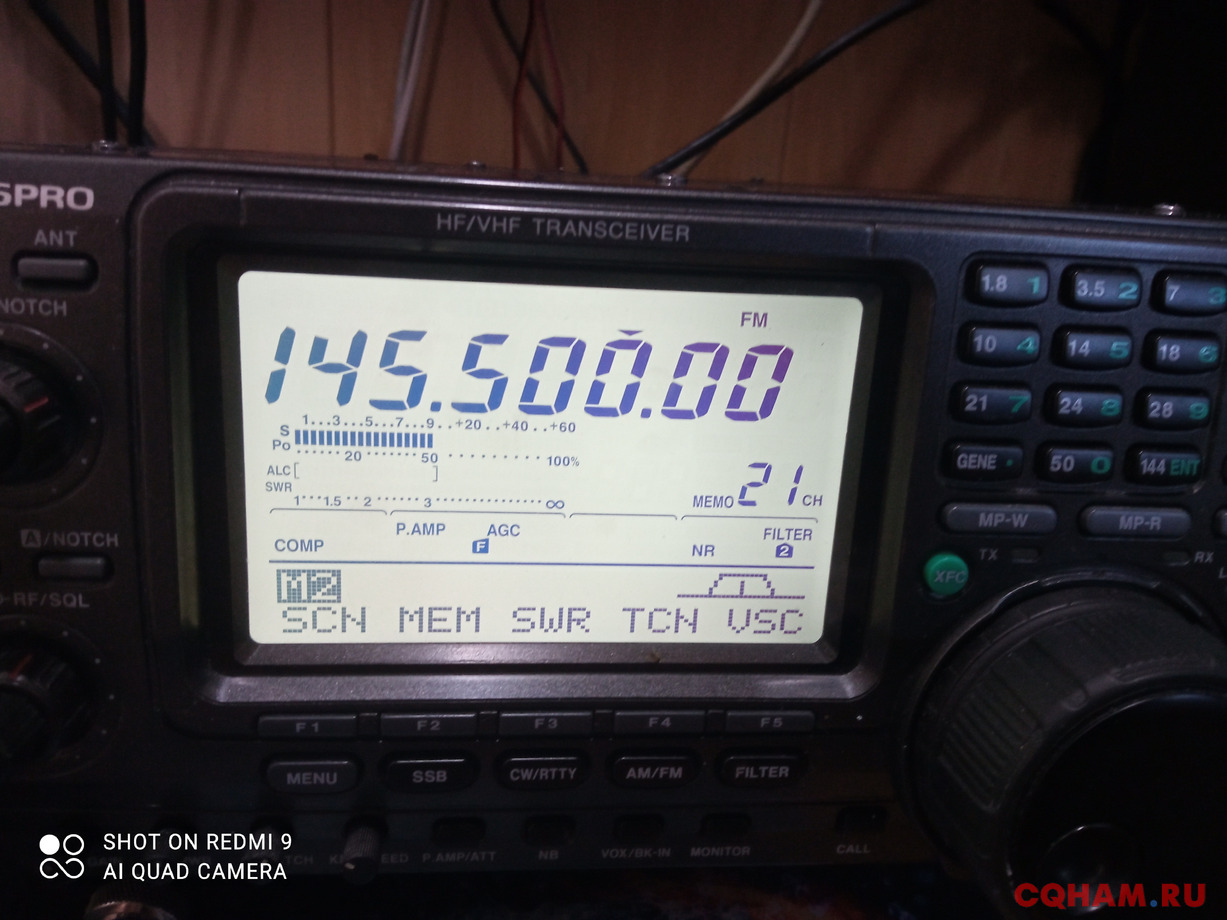 HF/VHF TRANSCEIVER
ANT
NOTCH
A/NOTCH
RF/SQL
FM
145.500.00
S 1...3...5...7...9..+20..+40..+60
Po 20 50 100%
ALC
SWR 1 1.5 2 3 ∞
MEMO 21 CH
P.AMP AGC F FILTER 2
COMP NR
M2
SCN MEM SWR TCN VSC
1.8 1 3.5 2 7 3
10 4 14 5 18 6
21 7 24 8 28 9
GENE · 50 0 144 ENT
MP-W MP-R
TX RX
XFC
F1 F2 F3 F4 F5
MENU SSB CW/RTTY AM/FM FILTER
P.AMP/ATT NB VOX/BK-IN MONITOR CALL
SHOT ON REDMI 9
AI QUAD CAMERA
CQHAM.RU